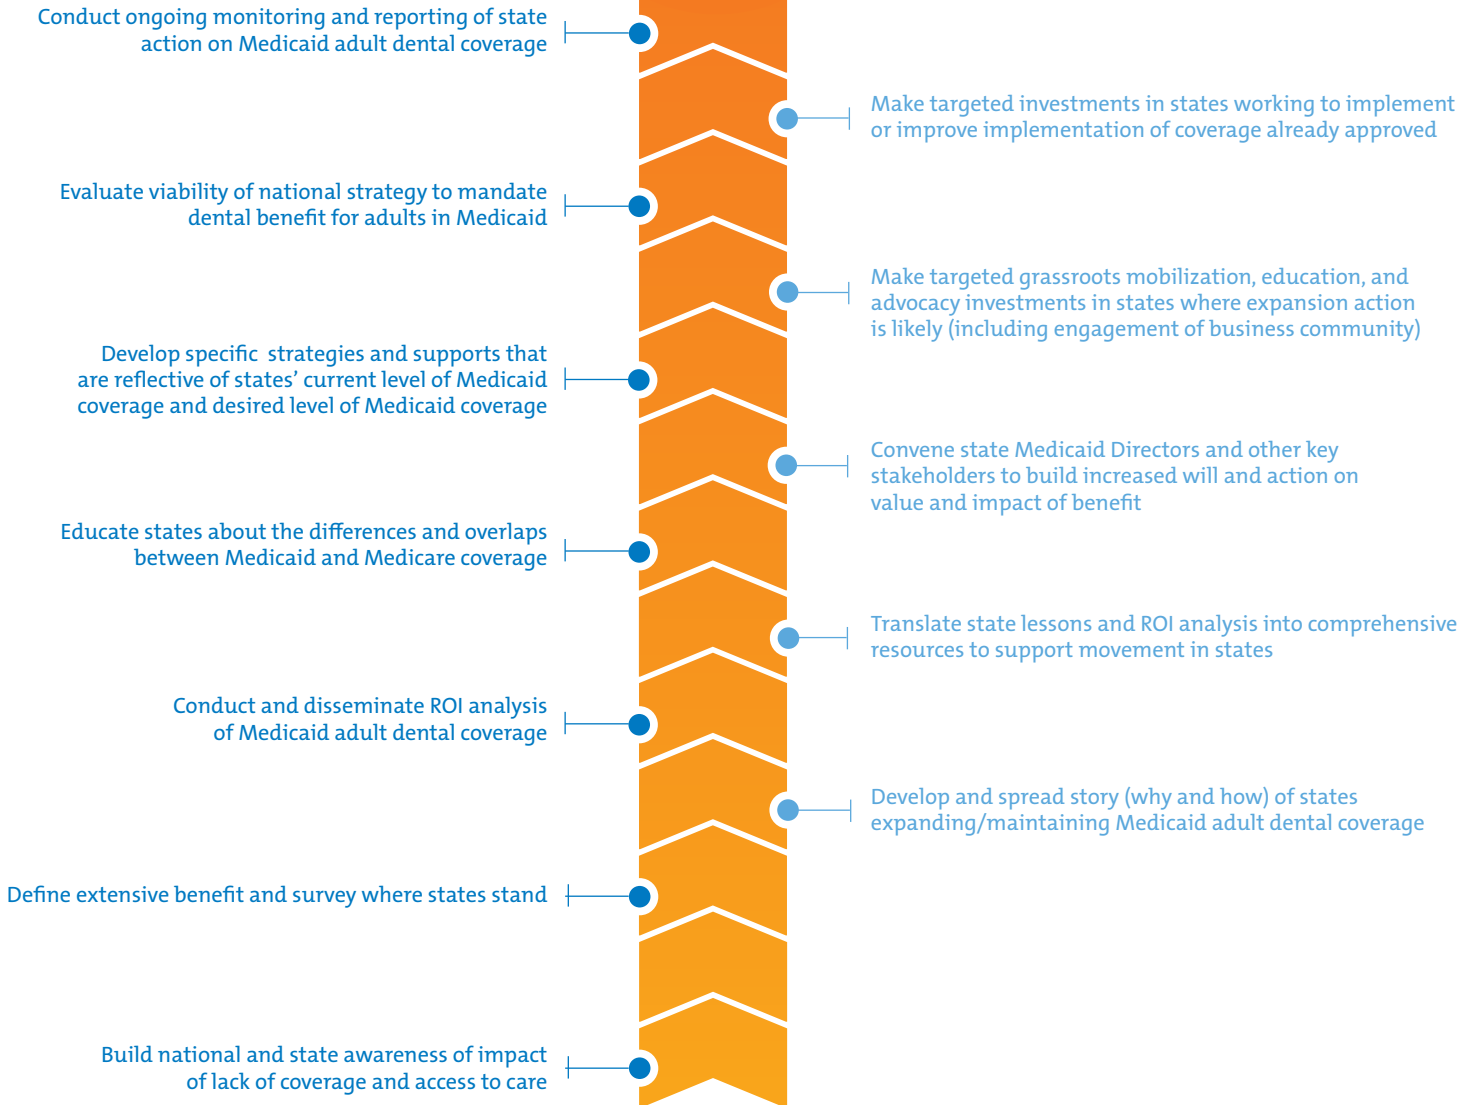 Conduct ongoing monitoring and reporting of state
action on Medicaid adult dental coverage
Make targeted investments in states working to implement
or improve implementation of coverage already approved
Evaluate viability of national strategy to mandate
dental benefit for adults in Medicaid
Make targeted grassroots mobilization, education, and
advocacy investments in states where expansion action
is likely (including engagement of business community)
Develop specific strategies and supports that
are reflective of states’ current level of Medicaid
coverage and desired level of Medicaid coverage
Convene state Medicaid Directors and other key
stakeholders to build increased will and action on
value and impact of benefit
Educate states about the differences and overlaps
between Medicaid and Medicare coverage
Translate state lessons and ROI analysis into comprehensive
resources to support movement in states
Conduct and disseminate ROI analysis
of Medicaid adult dental coverage
Develop and spread story (why and how) of states
expanding/maintaining Medicaid adult dental coverage
Define extensive benefit and survey where states stand
Build national and state awareness of impact
of lack of coverage and access to care